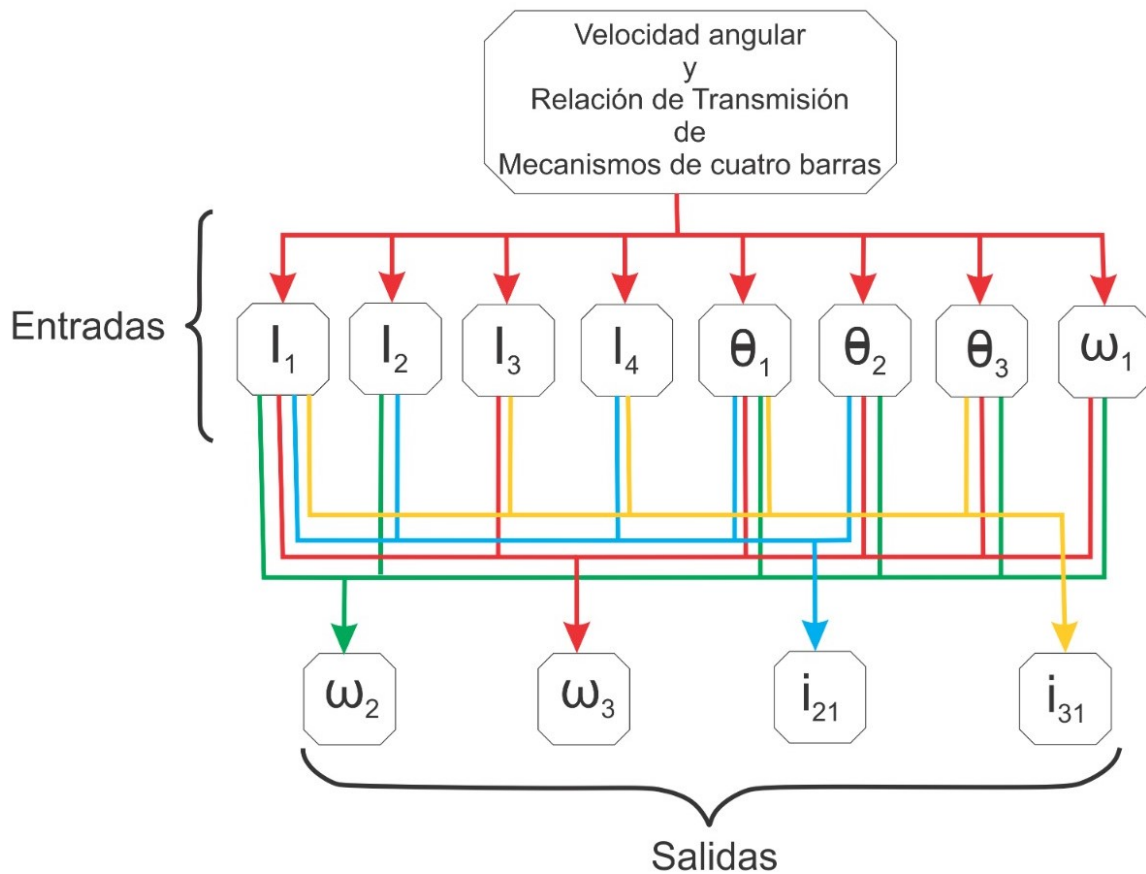 Velocidad angular
y
Relación de Transmisión
de
Mecanismos de cuatro barras
Entradas
l₁ l₂ l₃ l₄ θ₁ θ₂ θ₃ ω₁
ω₂ ω₃ i₂₁ i₃₁
Salidas